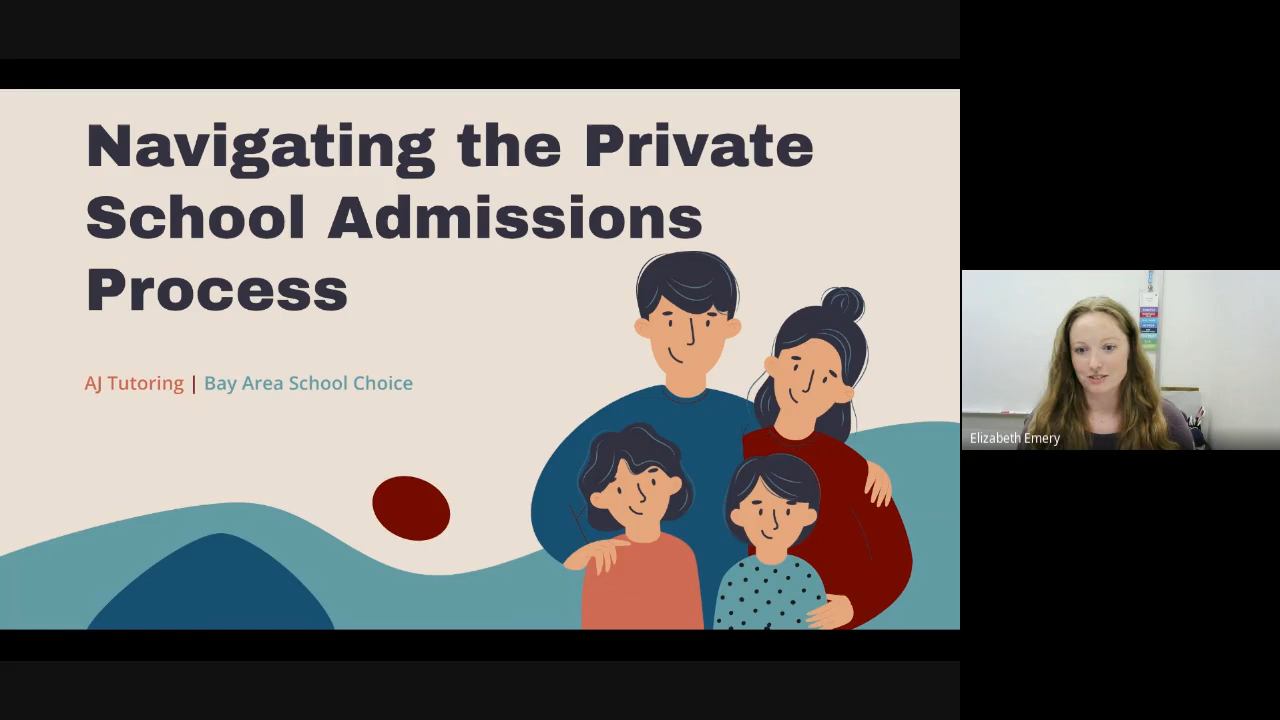 Navigating the Private
School Admissions
Process
AJ Tutoring | Bay Area School Choice
Elizabeth Emery